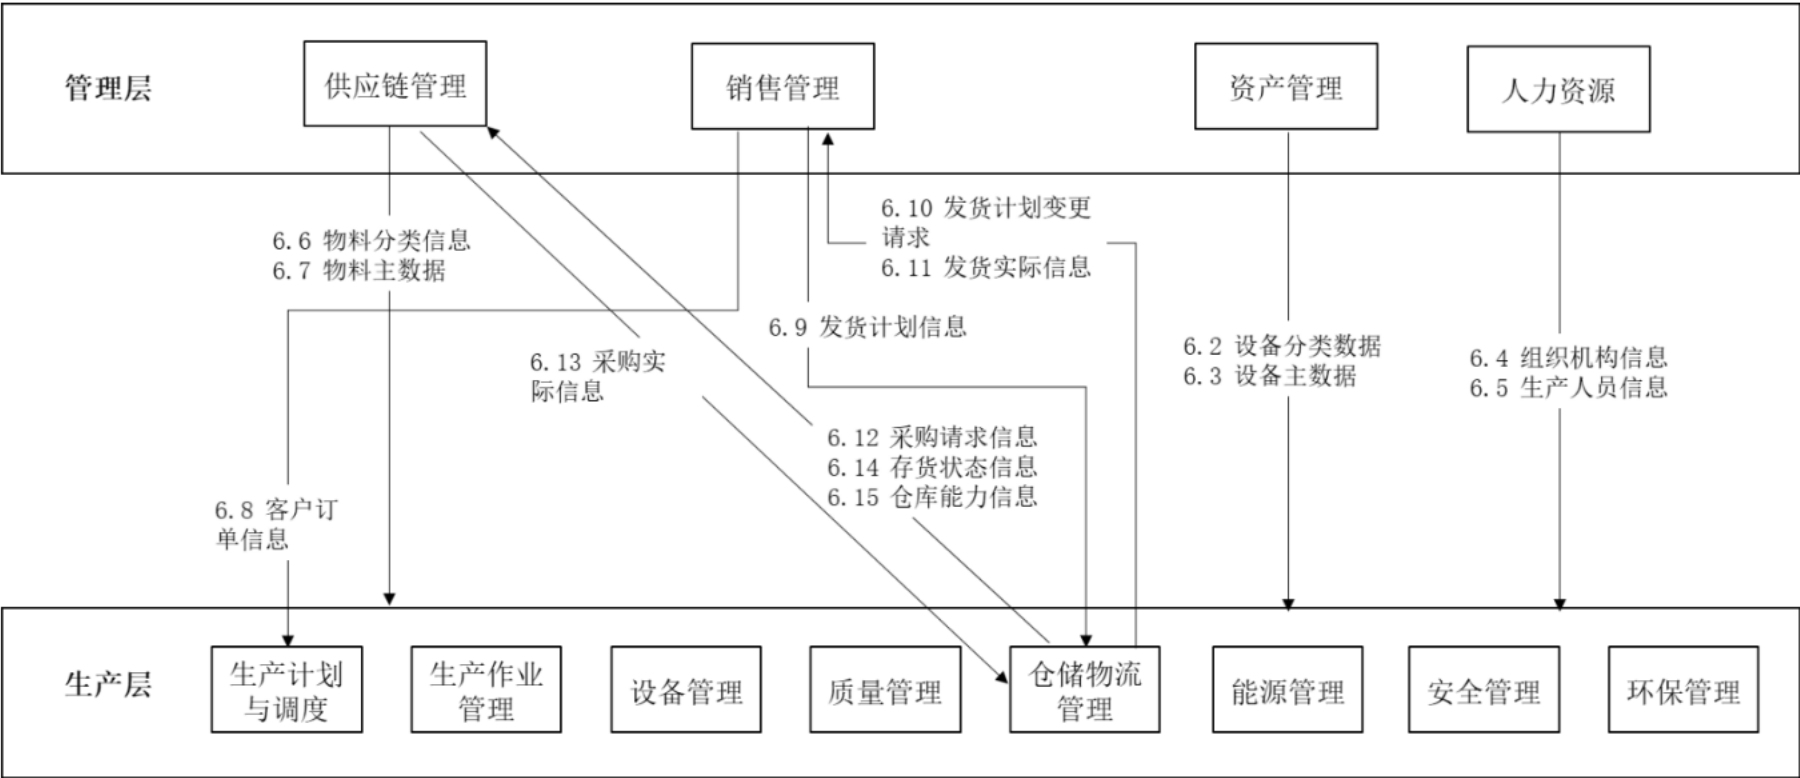 管理层
供应链管理
销售管理
资产管理
人力资源
6.10 发货计划变更
请求
6.11 发货实际信息
6.6 物料分类信息
6.7 物料主数据
6.9 发货计划信息
6.13 采购实
际信息
6.2 设备分类数据
6.3 设备主数据
6.4 组织机构信息
6.5 生产人员信息
6.12 采购请求信息
6.14 存货状态信息
6.15 仓库能力信息
6.8 客户订
单信息
生产层
生产计划
与调度
生产作业
管理
设备管理
质量管理
仓储物流
管理
能源管理
安全管理
环保管理